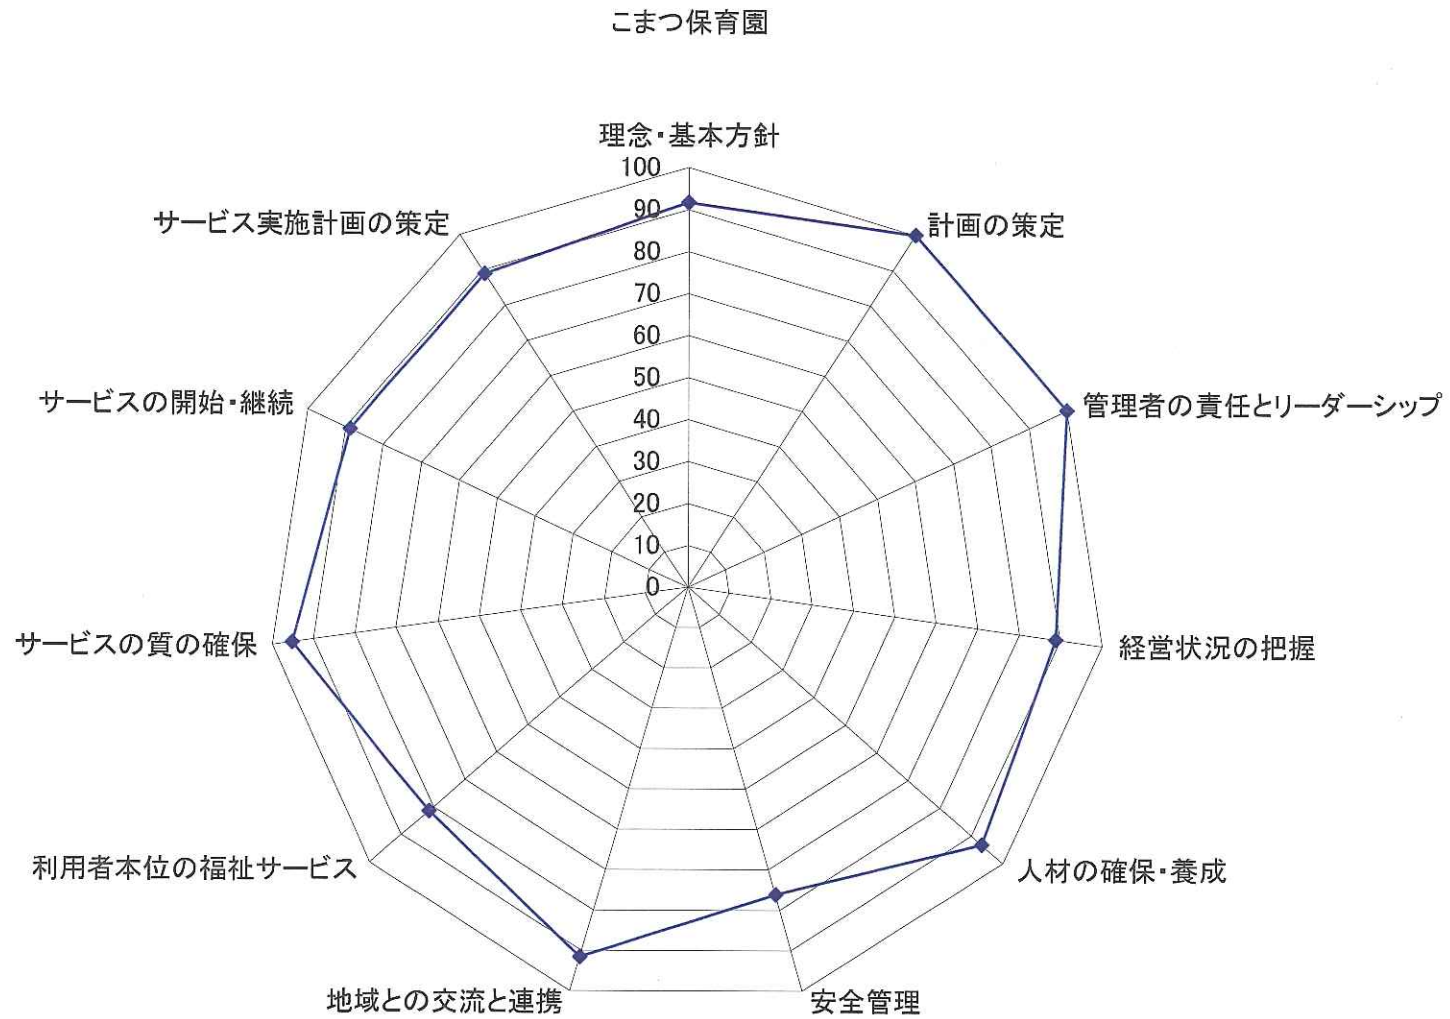 こまつ保育園
理念・基本方針
100
90
80
70
60
50
40
30
20
10
0
計画の策定
管理者の責任とリーダーシップ
経営状況の把握
人材の確保・養成
安全管理
地域との交流と連携
利用者本位の福祉サービス
サービスの質の確保
サービスの開始・継続
サービス実施計画の策定